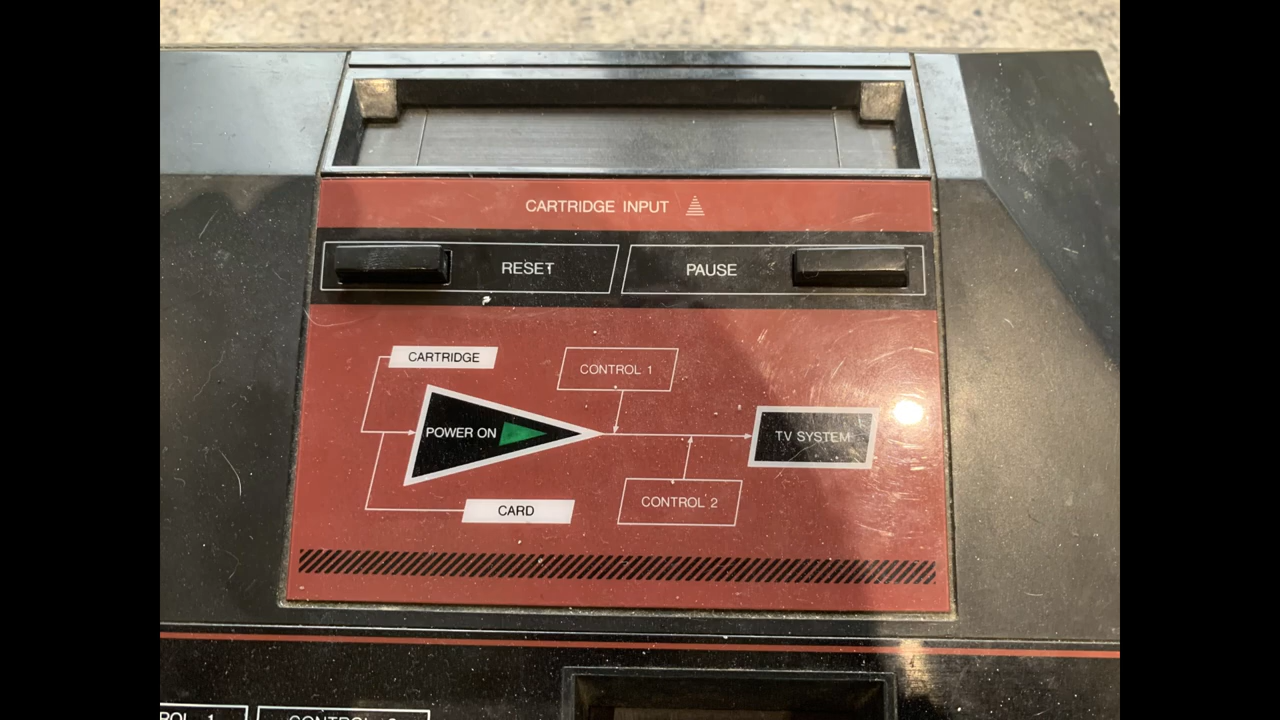 CARTRIDGE INPUT
RESET
PAUSE
CARTRIDGE
CONTROL 1
POWER ON
TV SYSTEM
CONTROL 2
CARD